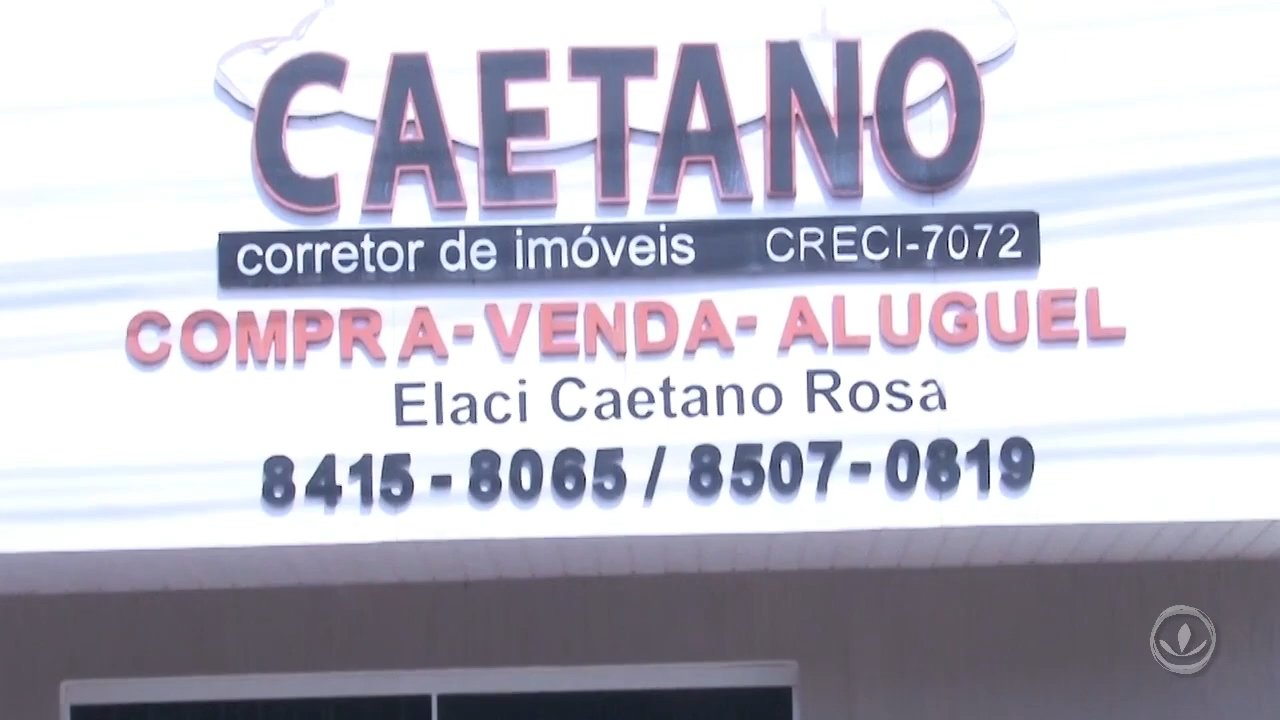 CAETANO
corretor de imóveis CRECI-7072
COMPRA-VENDA-ALUGUEL
Elaci Caetano Rosa
8415-8065/8507-0819